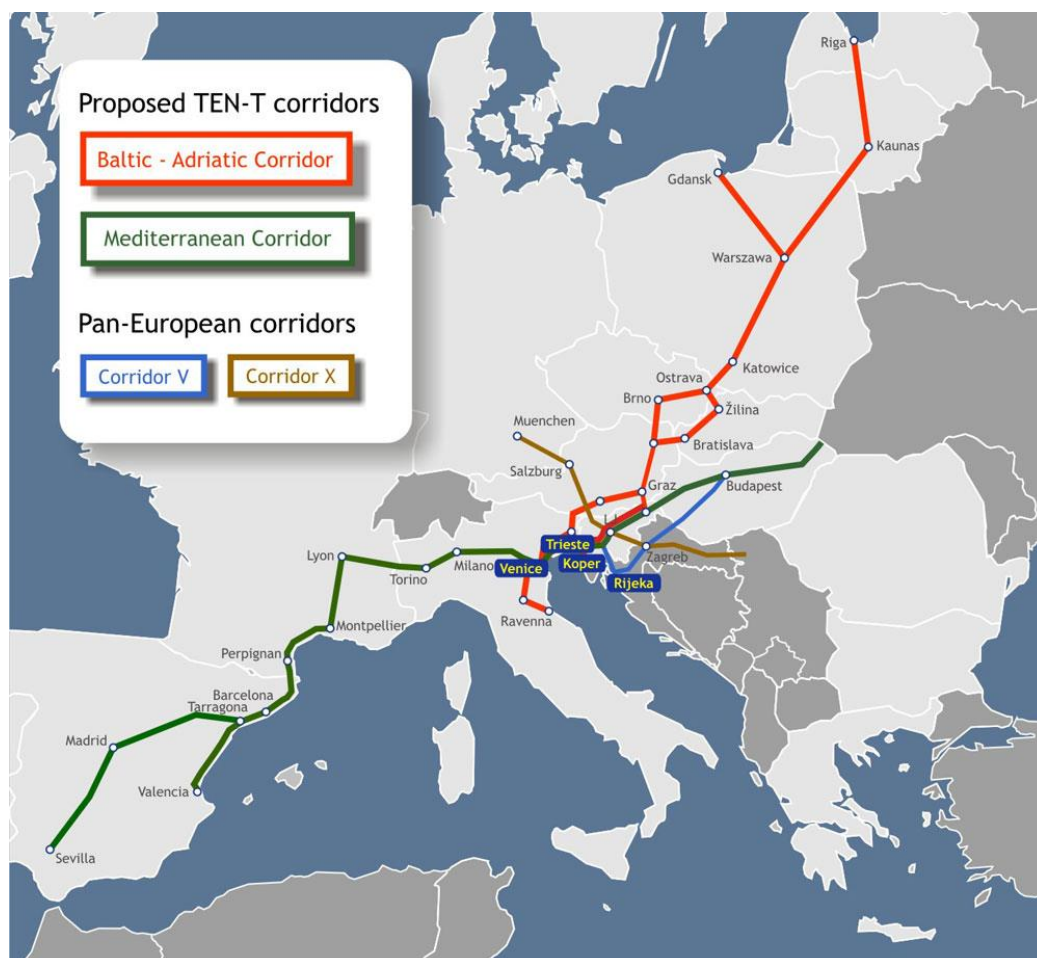 Proposed TEN-T corridors
Baltic - Adriatic Corridor
Mediterranean Corridor
Pan-European corridors
Corridor V
Corridor X
Riga
Kaunas
Gdansk
Warszawa
Katowice
Ostrava
Brno
Žilina
Muenchen
Bratislava
Salzburg
Graz
Budapest
Trieste
Zagreb
Lyon
Milano
Venice
Koper
Torino
Rijeka
Ravenna
Montpellier
Perpignan
Barcelona
Tarragona
Madrid
Valencia
Sevilla